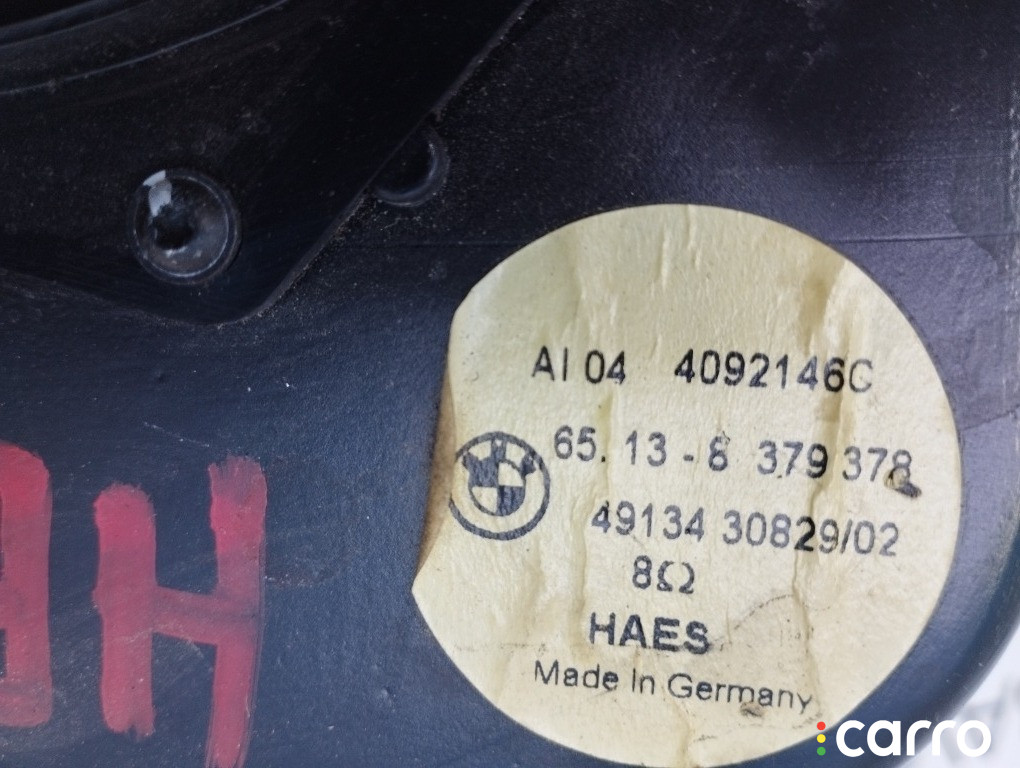 AI 04 4092146C
65. 13 - 8 379 378
49134 30829/02
8Ω
HAES
Made In Germany
H
carro